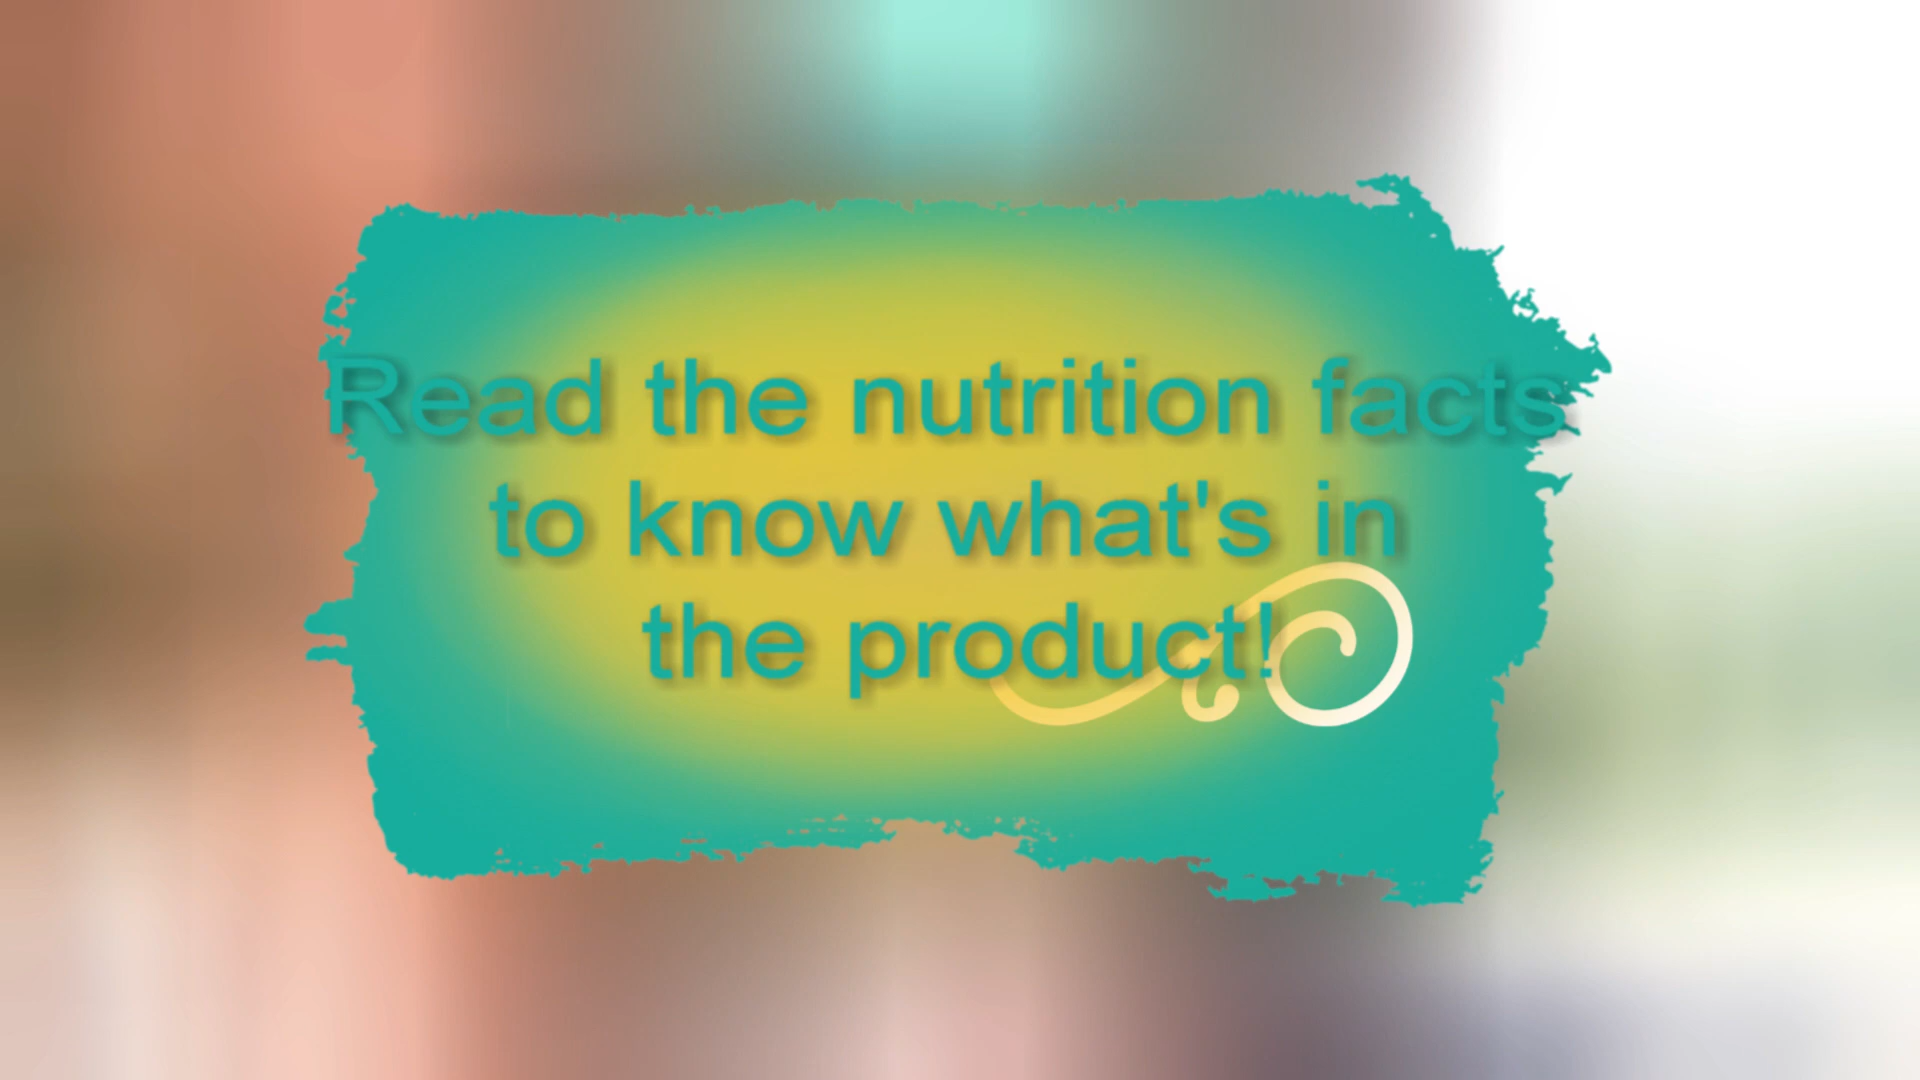 Read the nutrition facts
to know what's in
the product!